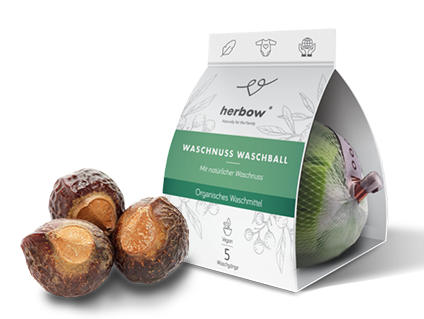 herbow®
Naturally for the Family
WASCHNUSS WASCHBALL
Mit natürlicher Waschnuss
Organisches Waschmittel
Vegan
5
Waschgänge